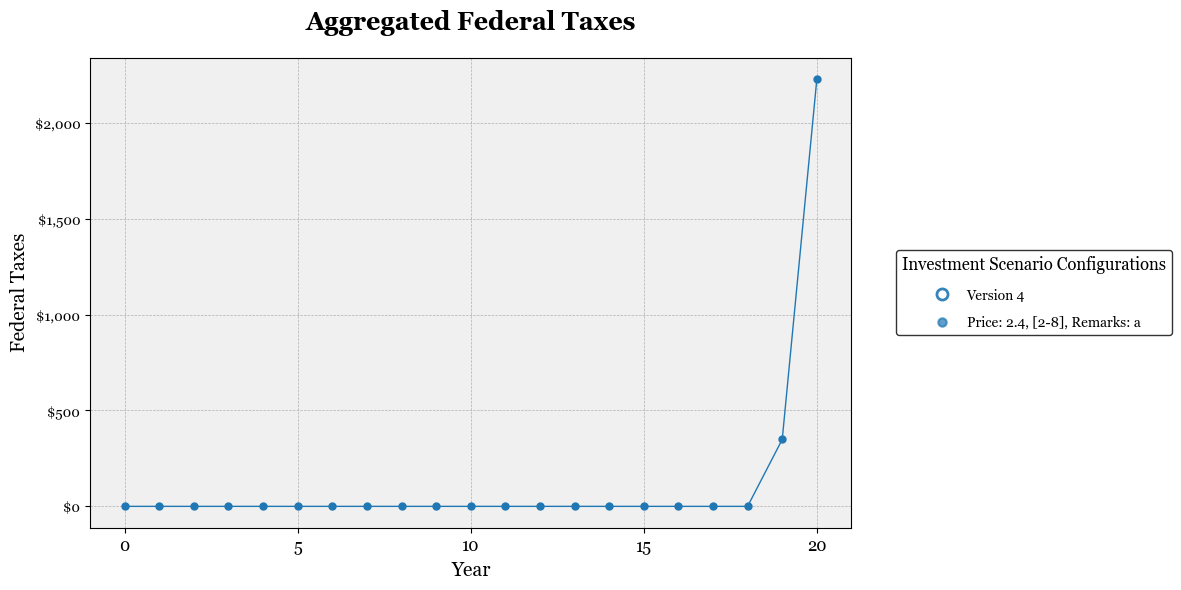 Aggregated Federal Taxes
Federal Taxes
$2,000
$1,500
$1,000
$500
$0
0 5 10 15 20
Year
Investment Scenario Configurations
Version 4
Price: 2.4, [2-8], Remarks: a